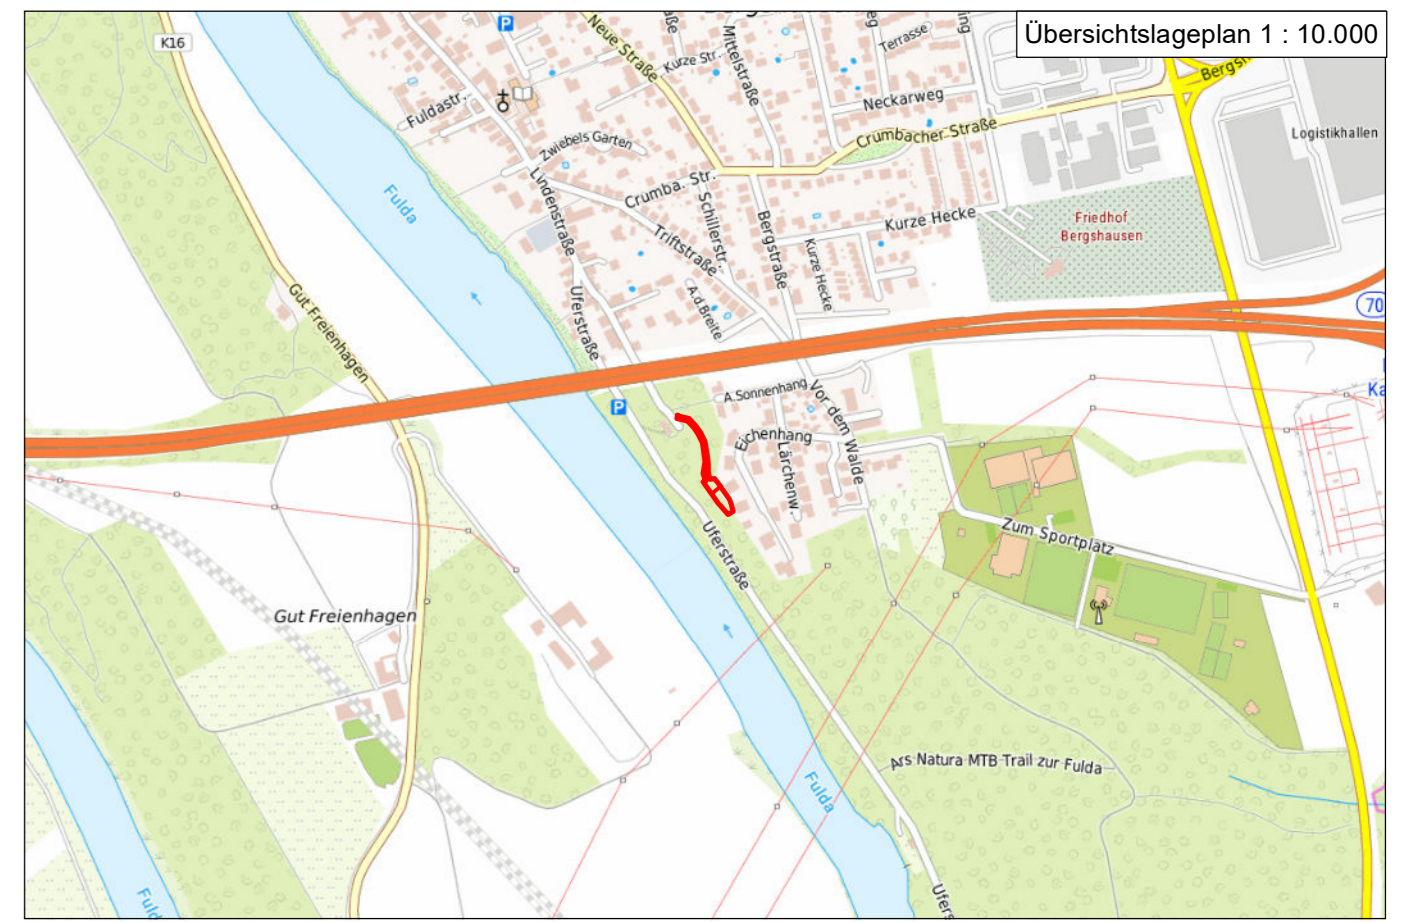 Übersichtslageplan 1 : 10.000
K16
P
Neue Straße
Kurze Str.
Mittelstraße
Terrasse
Neckarweg
Crumbacher Straße
Logistikhallen
Fuldastr.
Zwiebels Garten
Lindenstraße
Crumba. Str.
Schillerstr.
Triftstraße
Bergstraße
Kurze Hecke
Kurze Hecke
Friedhof
Bergshausen
Fulda
Gut Freienhagen
Uferstraße
A.d.Breite
70
P
A.Sonnenhang
Vor dem Walde
Eichenhang
Lärchenw.
Zum Sportplatz
Uferstraße
Gut Freienhagen
Ars Natura MTB Trail zur Fulda
Fulda